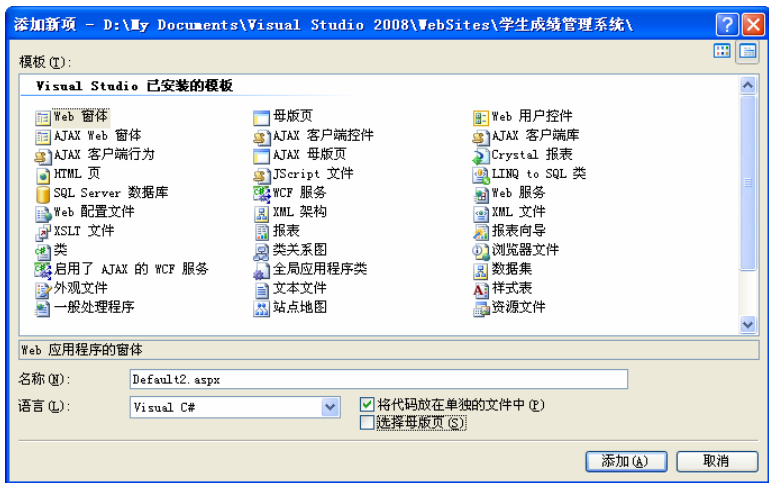 添加新项 - D:\My Documents\Visual Studio 2008\WebSites\学生成绩管理系统\
模板(T):
Visual Studio 已安装的模板
Web 窗体 母版页 Web 用户控件
AJAX Web 窗体 AJAX 客户端控件 AJAX 客户端库
AJAX 客户端行为 AJAX 母版页 Crystal 报表
HTML 页 JScript 文件 LINQ to SQL 类
SQL Server 数据库 WCF 服务 Web 服务
Web 配置文件 XML 架构 XML 文件
XSLT 文件 报表 报表向导
类 类关系图 浏览器文件
启用了 AJAX 的 WCF 服务 全局应用程序类 数据集
外观文件 文本文件 样式表
一般处理程序 站点地图 资源文件
Web 应用程序的窗体
名称(N): Default2.aspx
语言(L): Visual C# 将代码放在单独的文件中(P)
选择母版页(S)
添加(A) 取消